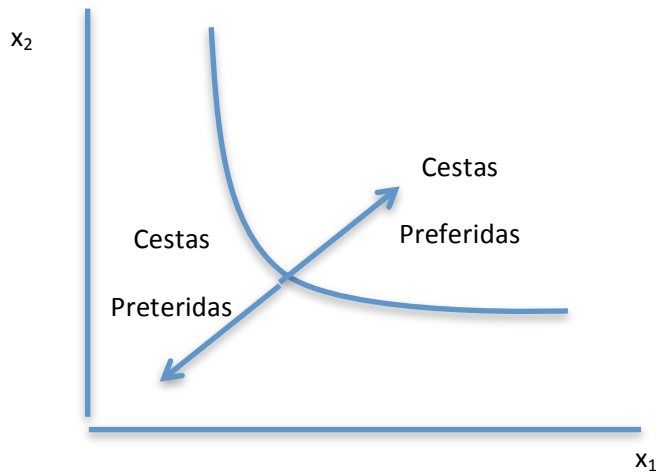 x₂
Cestas
Preferidas
Cestas
Preteridas
x₁